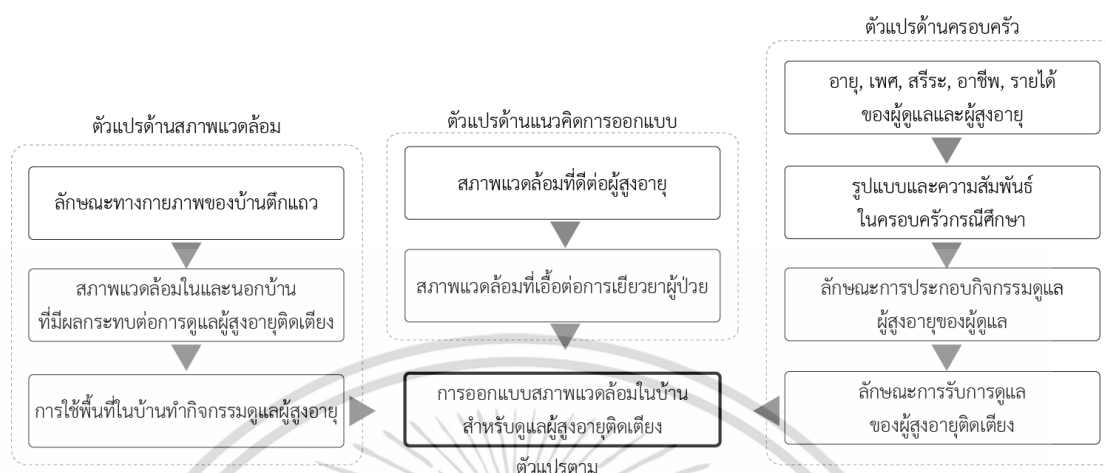 ตัวแปรด้านสภาพแวดล้อม
ลักษณะทางกายภาพของบ้านตึกแถว
สภาพแวดล้อมในและนอกบ้าน
ที่มีผลกระทบต่อการดูแลผู้สูงอายุติดเตียง
การใช้พื้นที่ในบ้านทำกิจกรรมดูแลผู้สูงอายุ
ตัวแปรด้านแนวคิดการออกแบบ
สภาพแวดล้อมที่ดีต่อผู้สูงอายุ
สภาพแวดล้อมที่เอื้อต่อการเยียวยาผู้ป่วย
การออกแบบสภาพแวดล้อมในบ้าน
สำหรับดูแลผู้สูงอายุติดเตียง
ตัวแปรตาม
ตัวแปรด้านครอบครัว
อายุ, เพศ, สรีระ, อาชีพ, รายได้
ของผู้ดูแลและผู้สูงอายุ
รูปแบบและความสัมพันธ์
ในครอบครัวกรณีศึกษา
ลักษณะการประกอบกิจกรรมดูแล
ผู้สูงอายุของผู้ดูแล
ลักษณะการรับการดูแล
ของผู้สูงอายุติดเตียง